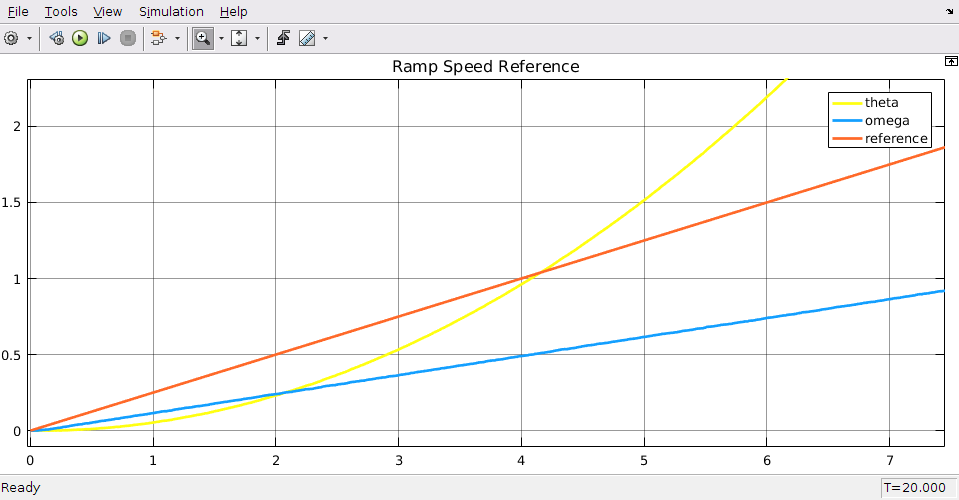 File Tools View Simulation Help
Ramp Speed Reference
theta
omega
reference
2
1.5
1
0.5
0
0 1 2 3 4 5 6 7
Ready T=20.000